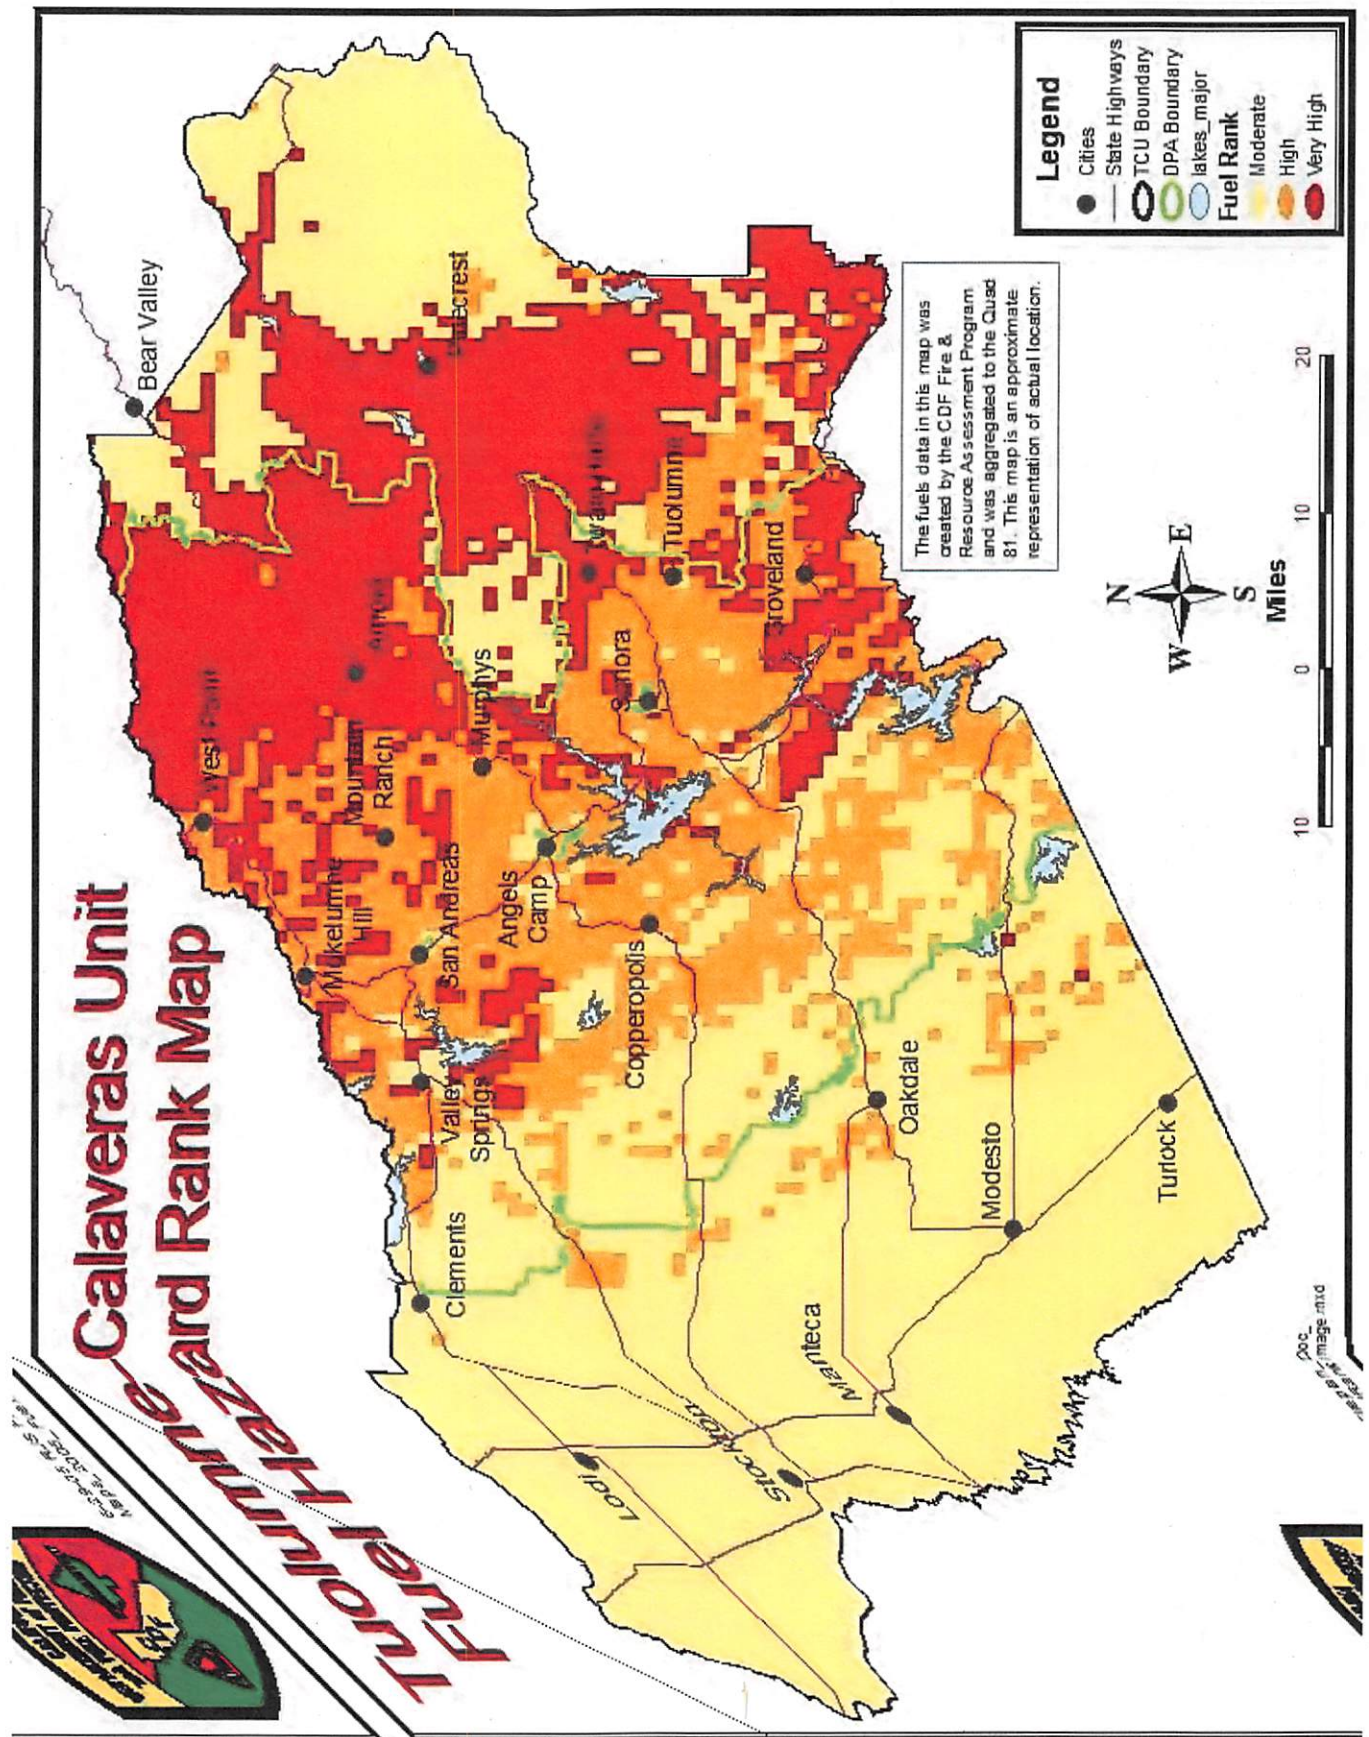 Tuolumne-Calaveras Unit
Fuel Hazard Rank Map
Bear Valley
West Point
Arnold
Mokelumne
Hill
Mountain
Ranch
San Andreas
Murphys
Angels
Camp
Valley
Springs
Copperopolis
Sonora
Tuolumne
Groveland
Clements
Lodi
Stockton
Manteca
Oakdale
Modesto
Turlock
The fuels data in this map was
created by the CDF Fire &
Resource Assessment Program
and was aggregated to the Quad
81. This map is an approximate
representation of actual location.
Legend
Cities
State Highways
TCU Boundary
DPA Boundary
lakes_major
Fuel Rank
Moderate
High
Very High
N
W E
S
10 0 10 20
Miles